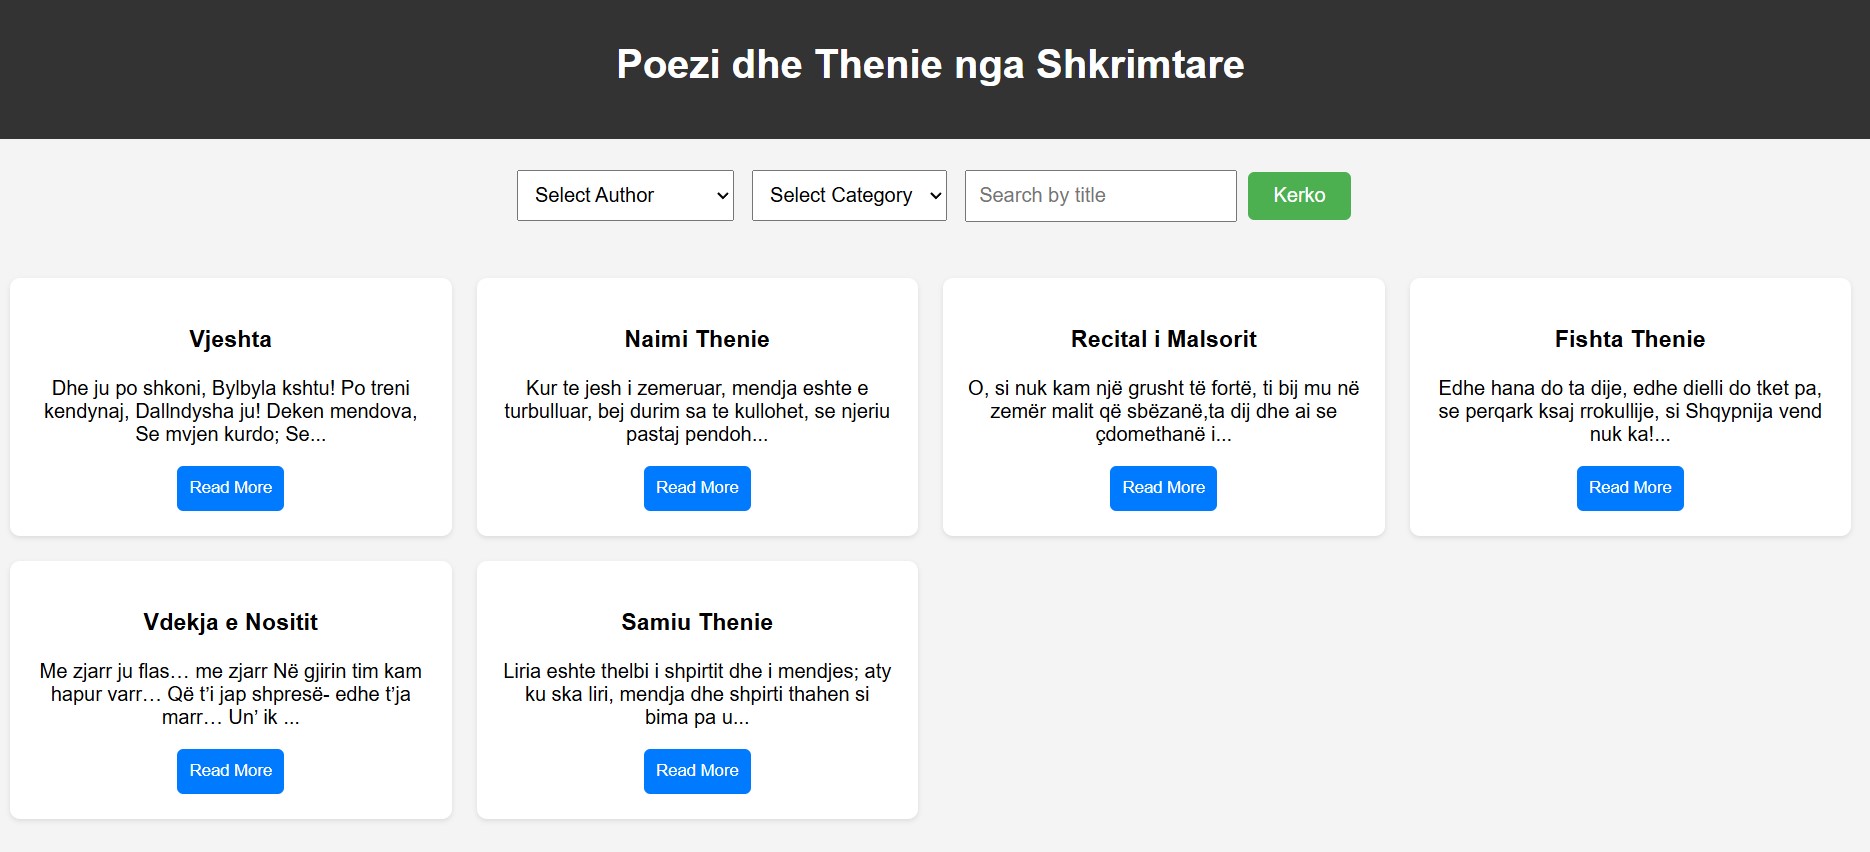 Poezi dhe Thenie nga Shkrimtare
Select Author
Select Category
Search by title
Kerko
Vjeshta
Dhe ju po shkoni, Bylbyla kshtu! Po treni
kendynaj, Dallndysha ju! Deken mendova,
Se mvjen kurdo; Se...
Read More
Naimi Thenie
Kur te jesh i zemeruar, mendja eshte e
turbulluar, bej durim sa te kullohet, se njeriu
pastaj pendoh...
Read More
Recital i Malsorit
O, si nuk kam një grusht të fortë, ti bij mu në
zemër malit që sbëzanë,ta dij dhe ai se
çdomethanë i...
Read More
Fishta Thenie
Edhe hana do ta dije, edhe dielli do tket pa,
se perqark ksaj rrokullije, si Shqypnija vend
nuk ka!...
Read More
Vdekja e Nositit
Me zjarr ju flas… me zjarr Në gjirin tim kam
hapur varr… Që t’i jap shpresë- edhe t’ja
marr… Un’ ik ...
Read More
Samiu Thenie
Liria eshte thelbi i shpirtit dhe i mendjes; aty
ku ska liri, mendja dhe shpirti thahen si
bima pa u...
Read More